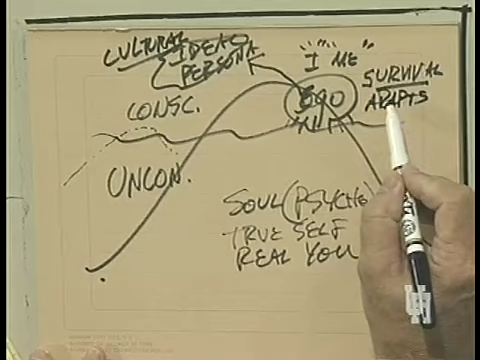 CULTURAL
IDEAL
PERSONA
"I" "ME"
EGO
SURVIVAL
ADAPTS
CONSC.
UNCON.
SOUL (PSYCHE)
TRUE SELF
REAL YOU